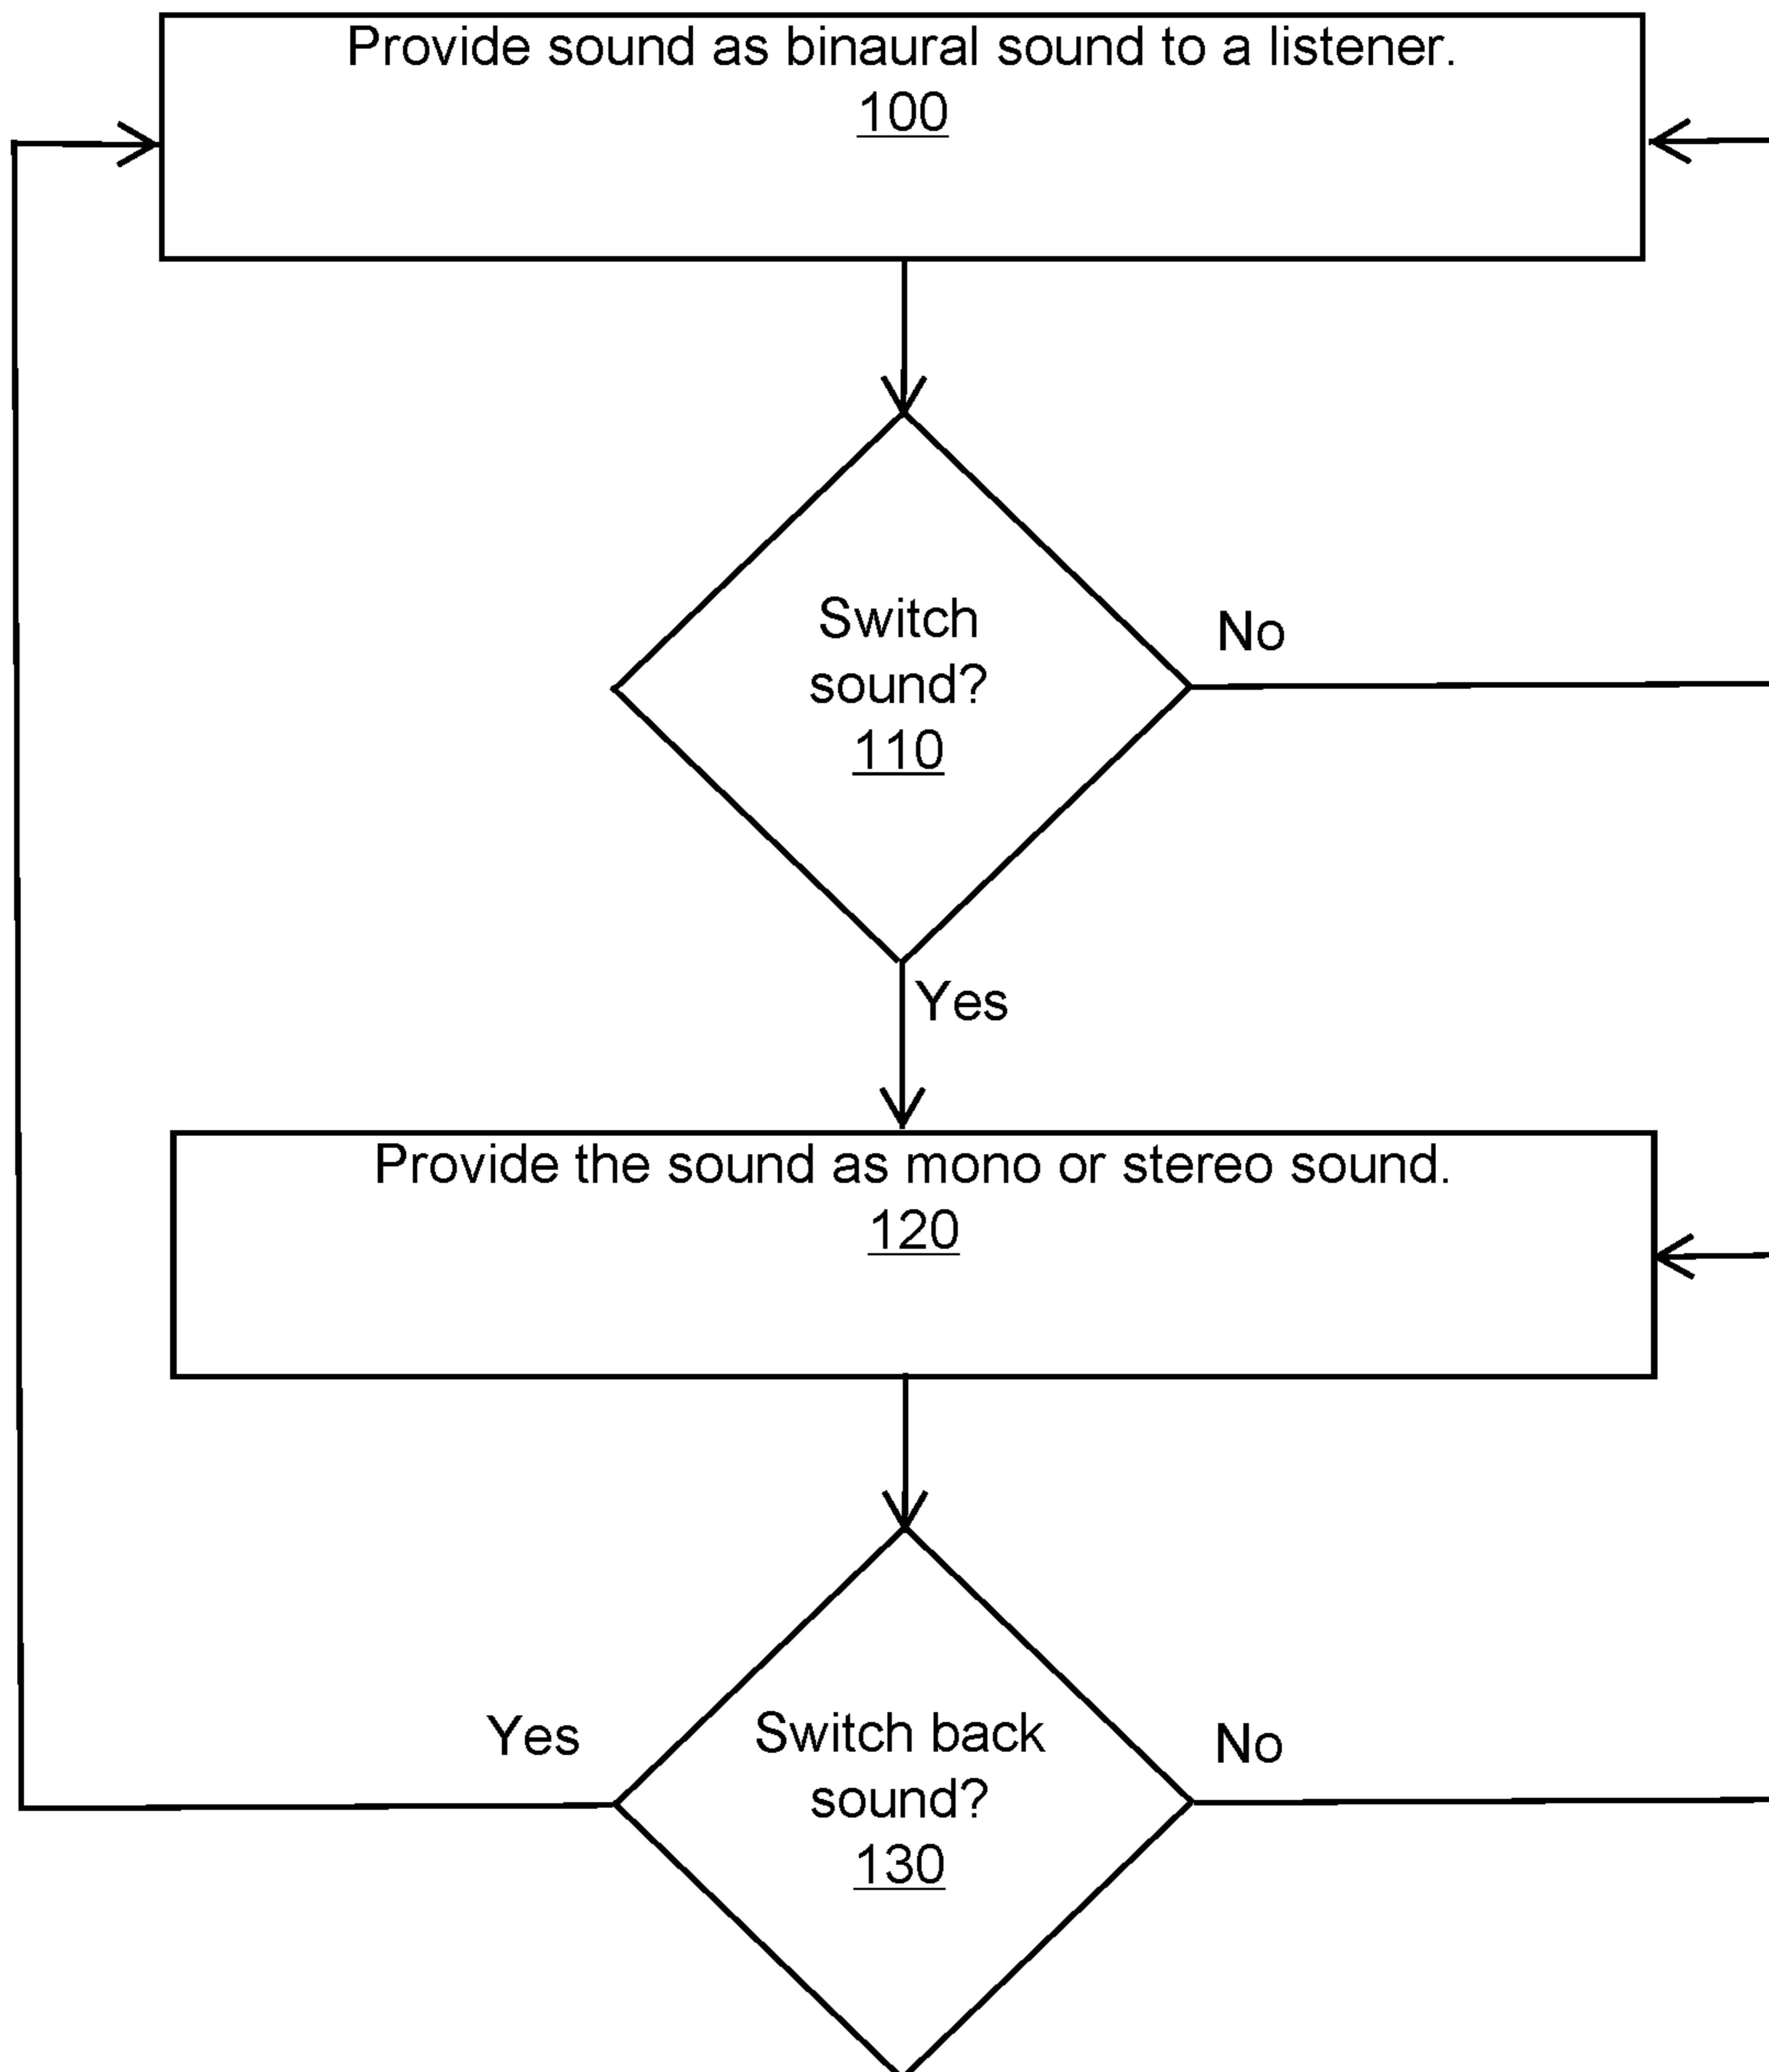 Provide sound as binaural sound to a listener.
100
Switch
sound?
110
No
Yes
Provide the sound as mono or stereo sound.
120
Yes
Switch back
sound?
130
No